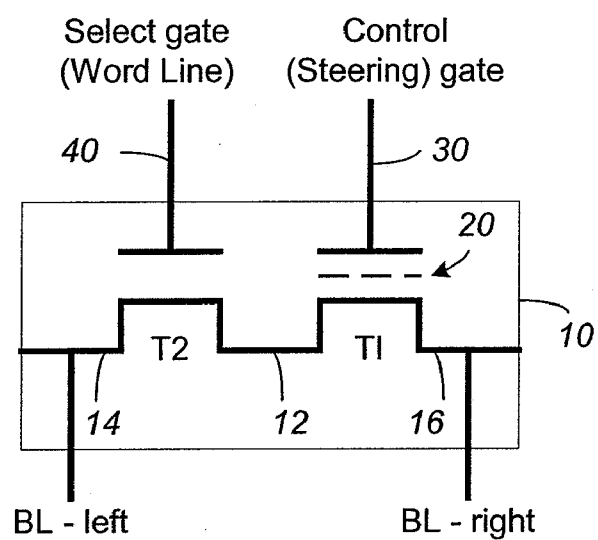 Select gate
(Word Line)
Control
(Steering) gate
40
30
20
10
T2
T1
14
12
16
BL - left
BL - right